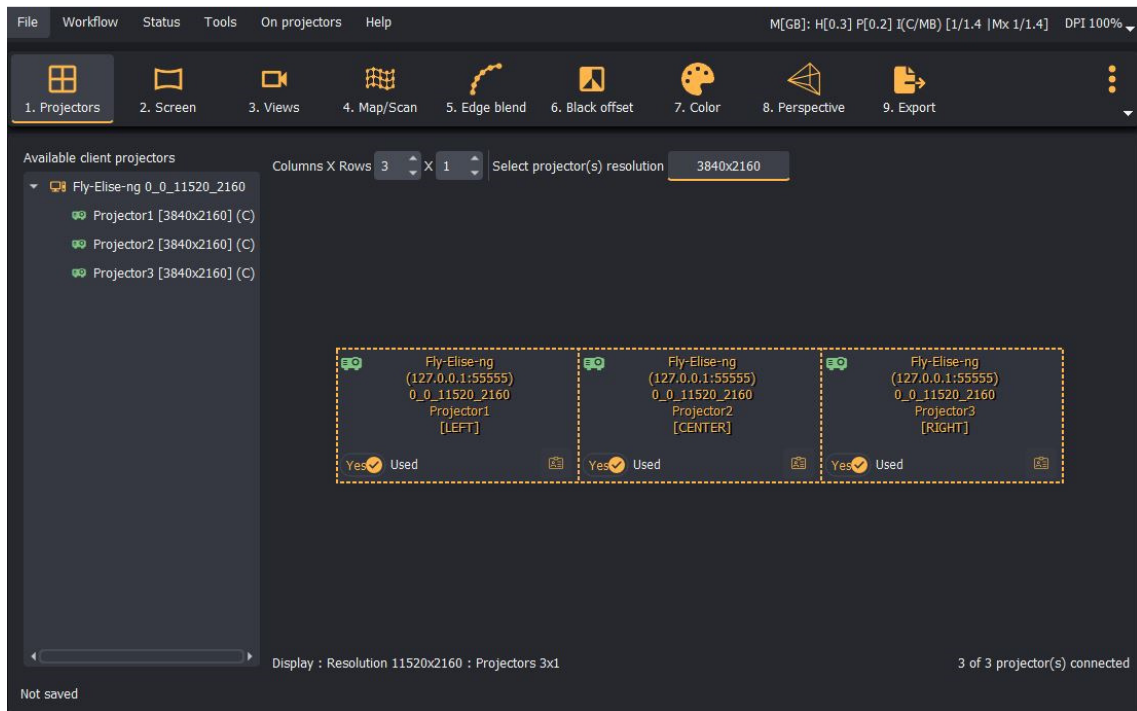 File Workflow Status Tools On projectors Help M[GB]: H[0.3] P[0.2] I(C/MB) [1/1.4 |Mx 1/1.4] DPI 100%
1. Projectors 2. Screen 3. Views 4. Map/Scan 5. Edge blend 6. Black offset 7. Color 8. Perspective 9. Export
Available client projectors
Columns X Rows 3 X 1 Select projector(s) resolution 3840x2160
Fly-Elise-ng 0_0_11520_2160
Projector1 [3840x2160] (C)
Projector2 [3840x2160] (C)
Projector3 [3840x2160] (C)
Fly-Elise-ng
(127.0.0.1:55555)
0_0_11520_2160
Projector1
[LEFT]
Yes Used
Fly-Elise-ng
(127.0.0.1:55555)
0_0_11520_2160
Projector2
[CENTER]
Yes Used
Fly-Elise-ng
(127.0.0.1:55555)
0_0_11520_2160
Projector3
[RIGHT]
Yes Used
Display : Resolution 11520x2160 : Projectors 3x1 3 of 3 projector(s) connected
Not saved